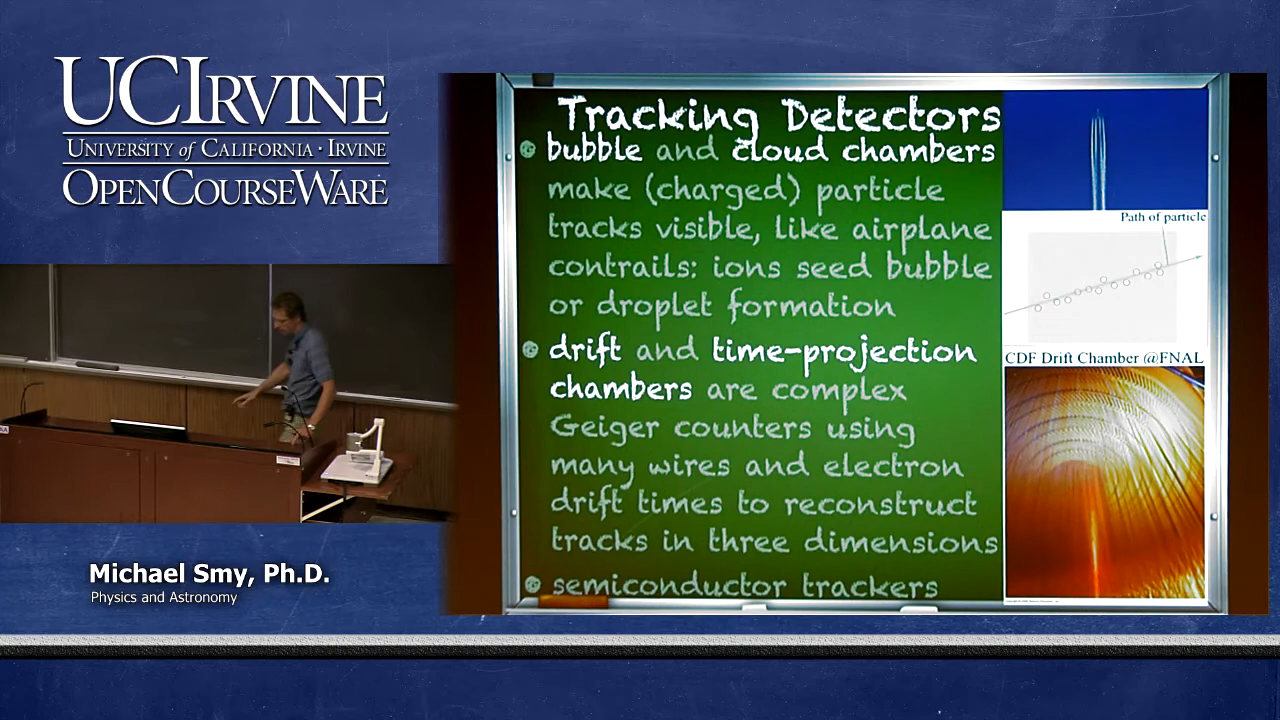 UCIRVINE
UNIVERSITY of CALIFORNIA · IRVINE
OPENCOURSEWARE
Michael Smy, Ph.D.
Physics and Astronomy
Tracking Detectors
bubble and cloud chambers
make (charged) particle
tracks visible, like airplane
contrails: ions seed bubble
or droplet formation
drift and time-projection
chambers are complex
Geiger counters using
many wires and electron
drift times to reconstruct
tracks in three dimensions
semiconductor trackers
Path of particle
CDF Drift Chamber @FNAL